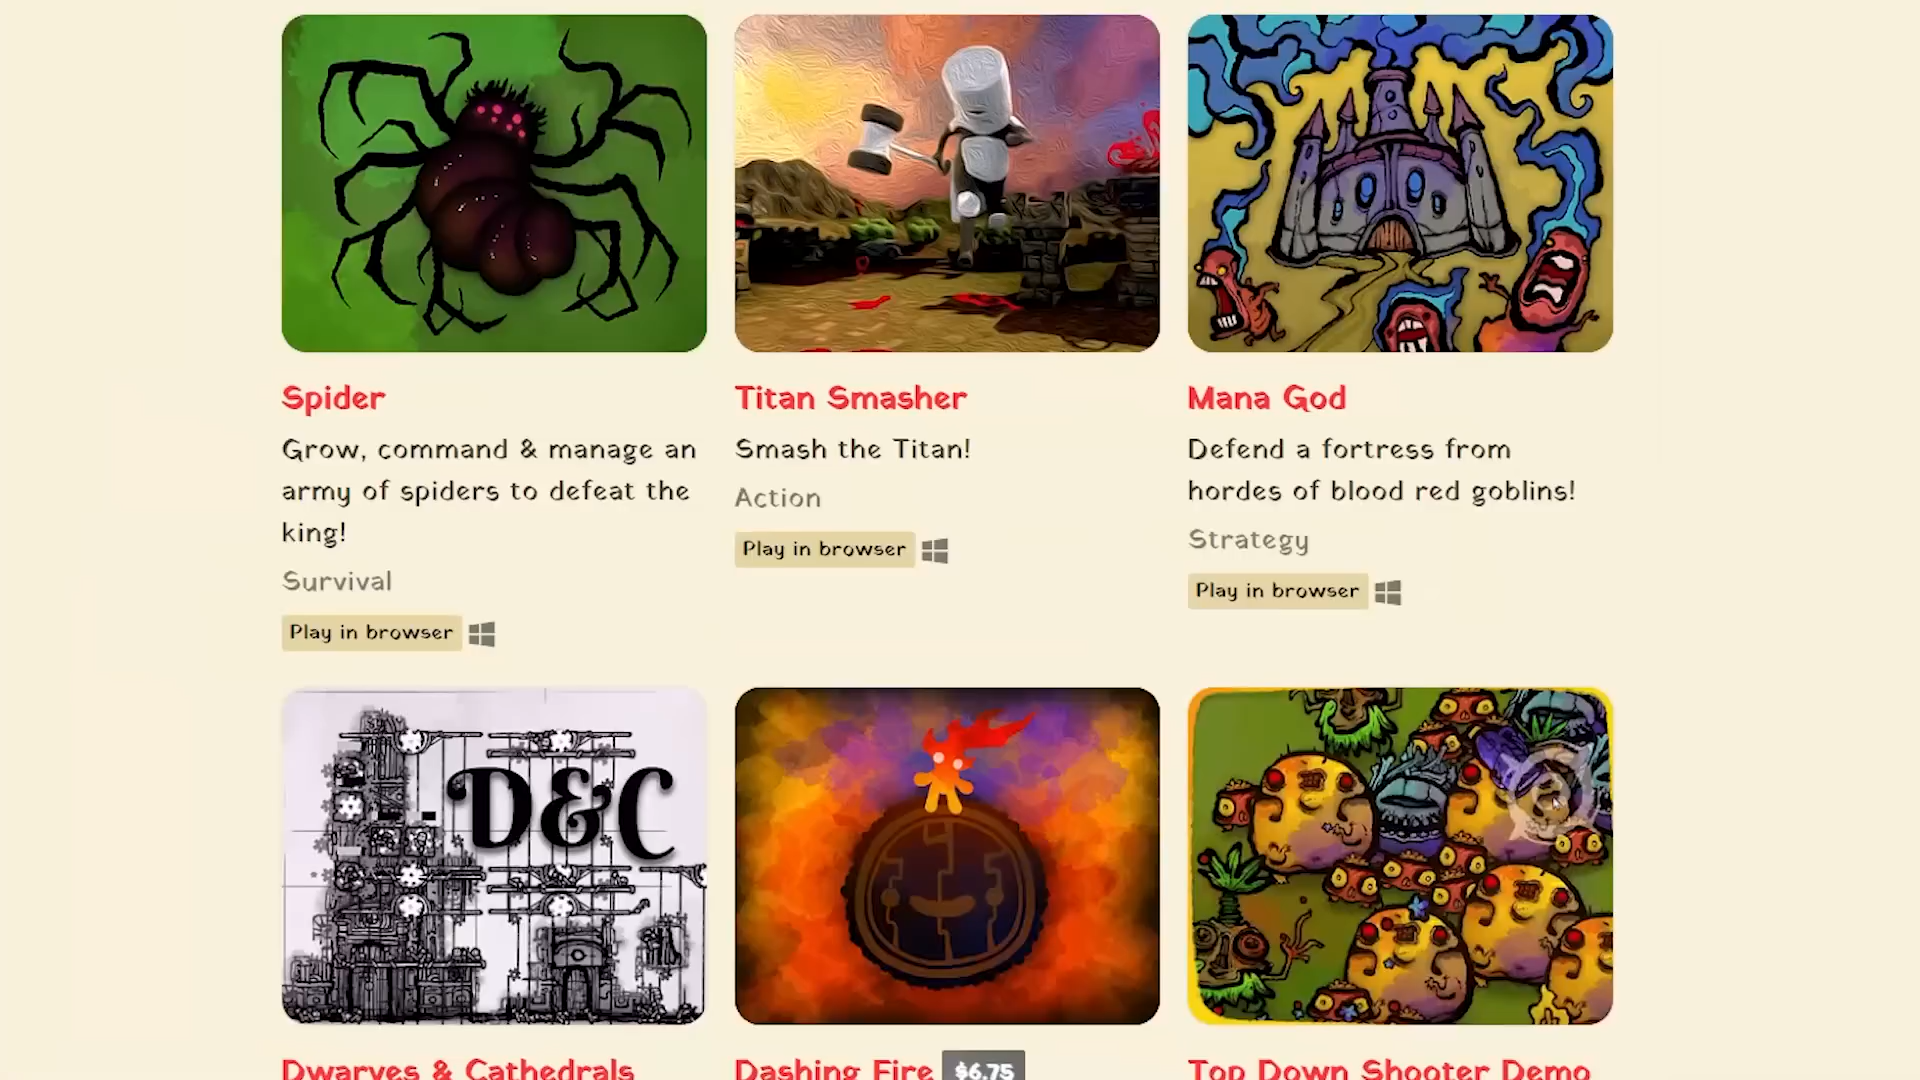 Spider
Grow, command & manage an
army of spiders to defeat the
king!
Survival
Play in browser
Titan Smasher
Smash the Titan!
Action
Play in browser
Mana God
Defend a fortress from
hordes of blood red goblins!
Strategy
Play in browser
D&C
Dwarves & Cathedrals
Dashing Fire $6.75
Top Down Shooter Demo